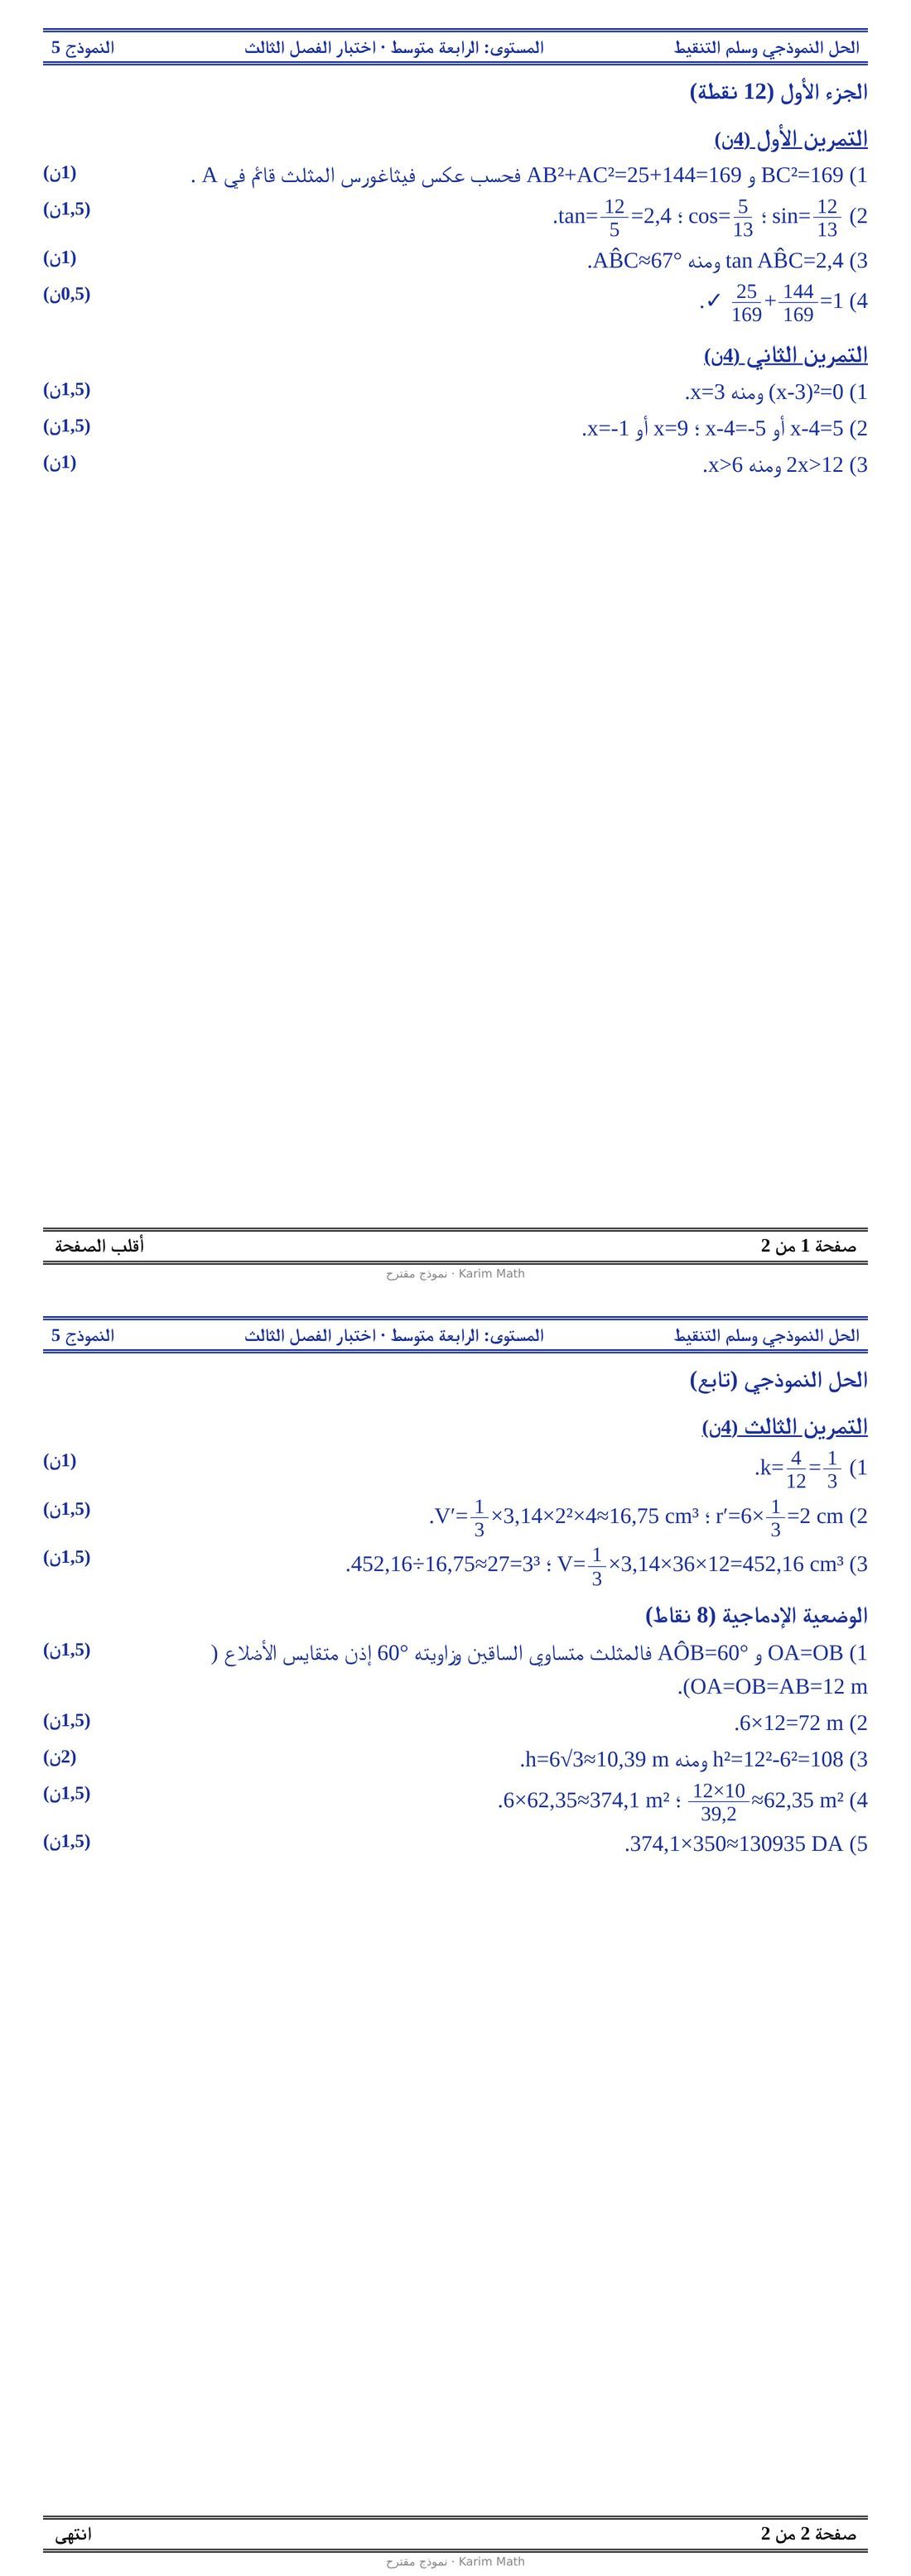 الحل النموذجي وسلم التنقيط المستوى: الرابعة متوسط · اختبار الفصل الثالث النموذج 5
الجزء الأول (12 نقطة)
التمرين الأول (4ن)
1) BC²=169 و AB²+AC²=25+144=169 فحسب عكس فيثاغورس المثلث قائم في A . (1ن)
2) sin=12/13 ؛ cos=5/13 ؛ tan=12/5=2,4. (1,5ن)
3) tan AB̂C=2,4 ومنه AB̂C≈67°. (1ن)
4) 25/169+144/169=1 ✓. (0,5ن)
التمرين الثاني (4ن)
1) (x-3)²=0 ومنه x=3. (1,5ن)
2) x-4=5 أو x-4=-5 ؛ x=9 أو x=-1. (1,5ن)
3) 2x>12 ومنه x>6. (1ن)
صفحة 1 من 2 أقلب الصفحة
Karim Math · نموذج مقترح
الحل النموذجي وسلم التنقيط المستوى: الرابعة متوسط · اختبار الفصل الثالث النموذج 5
الحل النموذجي (تابع)
التمرين الثالث (4ن)
1) k=4/12=1/3. (1ن)
2) r′=6×1/3=2 cm ؛ V′=1/3×3,14×2²×4≈16,75 cm³. (1,5ن)
3) V=1/3×3,14×36×12=452,16 cm³ ؛ 452,16÷16,75≈27=3³. (1,5ن)
الوضعية الإدماجية (8 نقاط)
1) OA=OB و AÔB=60° فالمثلث متساوي الساقين وزاويته 60° إذن متقايس الأضلاع ( (1,5ن)
OA=OB=AB=12 m).
2) 6×12=72 m. (1,5ن)
3) h²=12²-6²=108 ومنه h=6√3≈10,39 m. (2ن)
4) 12×10/39,2≈62,35 m² ؛ 6×62,35≈374,1 m². (1,5ن)
5) 374,1×350≈130935 DA. (1,5ن)
صفحة 2 من 2 انتهى
Karim Math · نموذج مقترح